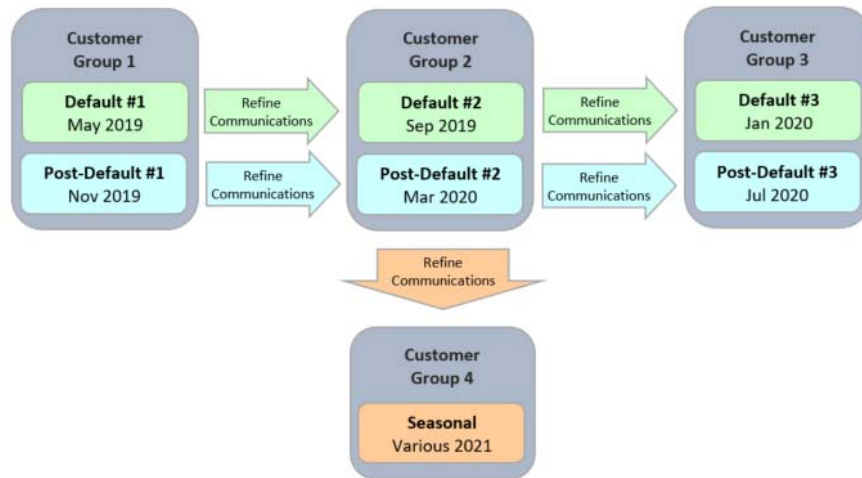 Customer
Group 1
Default #1
May 2019
Post-Default #1
Nov 2019
Refine
Communications
Refine
Communications
Customer
Group 2
Default #2
Sep 2019
Post-Default #2
Mar 2020
Refine
Communications
Refine
Communications
Customer
Group 3
Default #3
Jan 2020
Post-Default #3
Jul 2020
Refine
Communications
Customer
Group 4
Seasonal
Various 2021